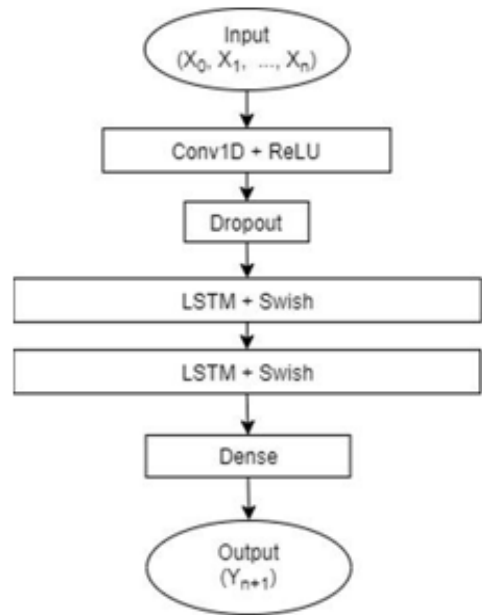 Input
(X₀, X₁, ..., Xₙ)
Conv1D + ReLU
Dropout
LSTM + Swish
LSTM + Swish
Dense
Output
(Yₙ₊₁)